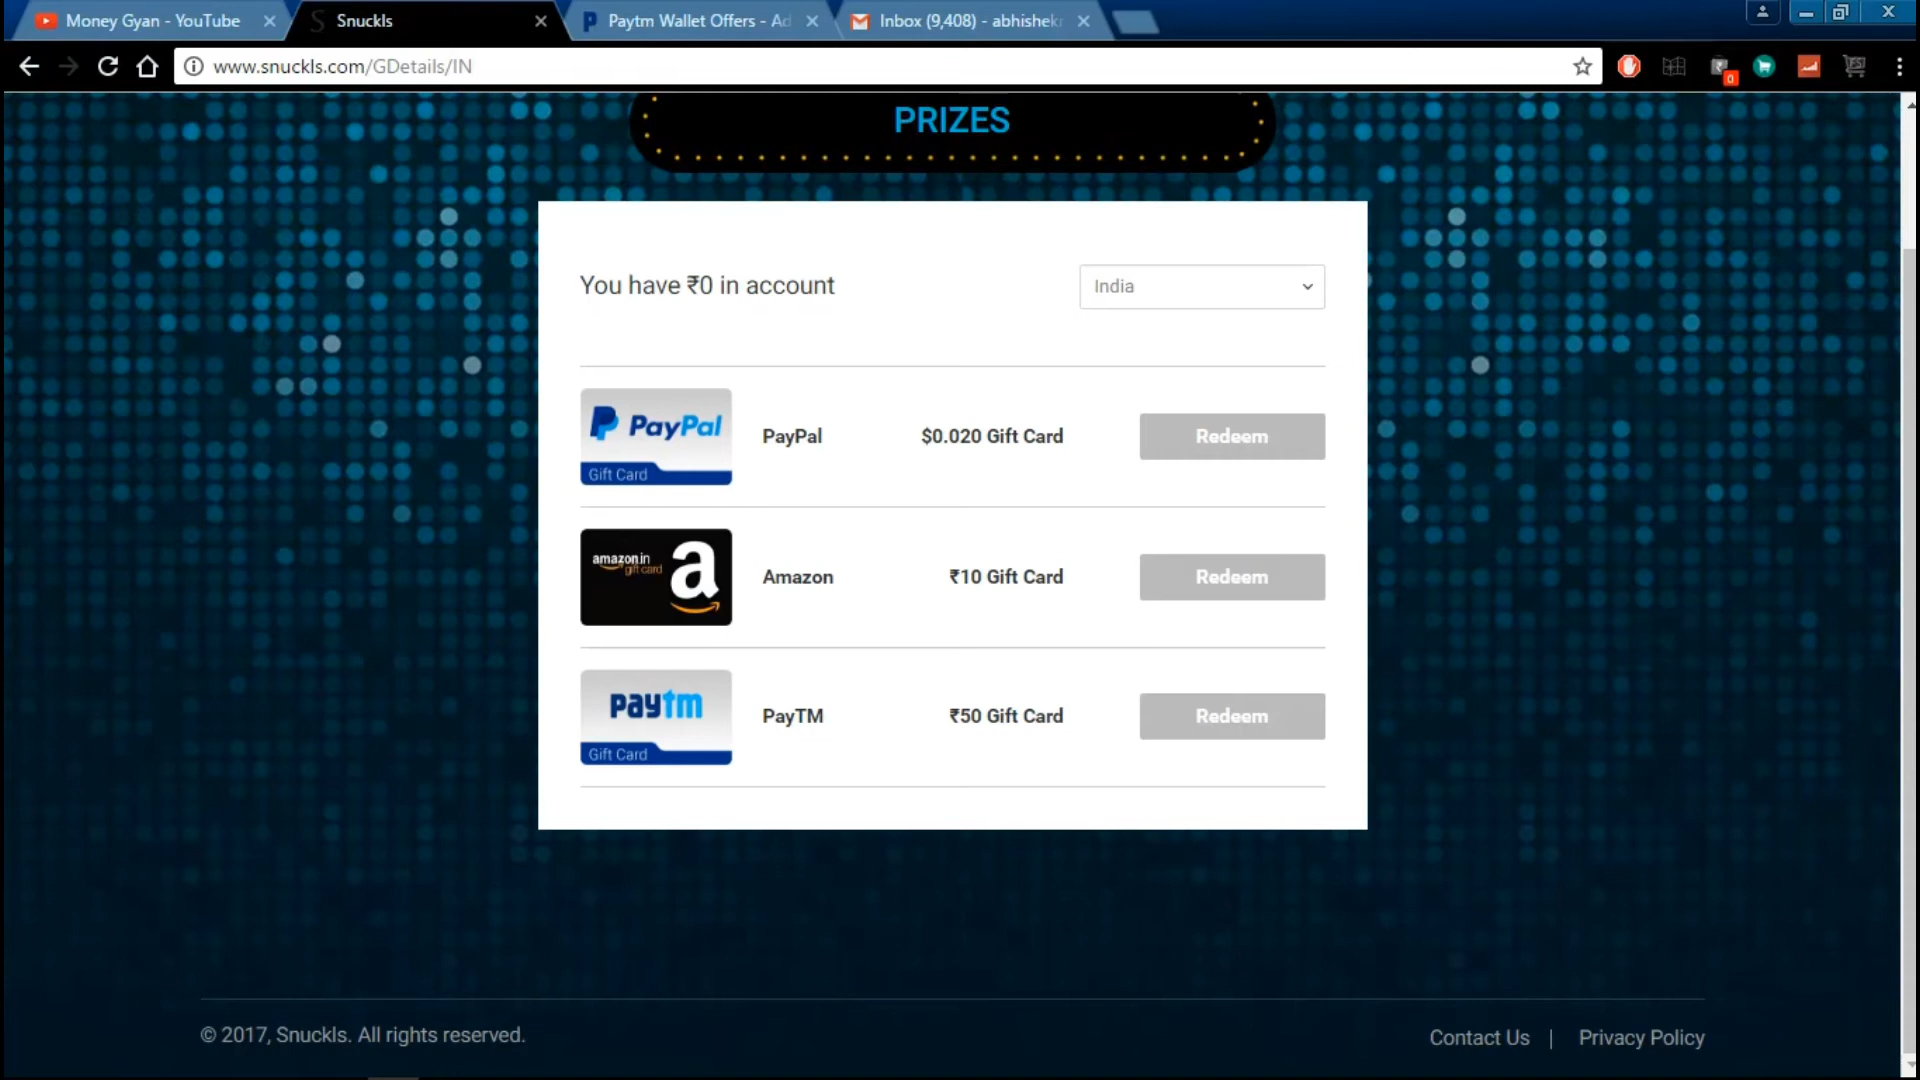 Money Gyan - YouTube
Snuckls
Paytm Wallet Offers - Ad
Inbox (9,408) - abhishekr
www.snuckls.com/GDetails/IN
0
PRIZES
You have ₹0 in account
India
PayPal
Gift Card
PayPal
$0.020 Gift Card
Redeem
amazon.in
gift card
a
Amazon
₹10 Gift Card
Redeem
paytm
Gift Card
PayTM
₹50 Gift Card
Redeem
© 2017, Snuckls. All rights reserved.
Contact Us | Privacy Policy